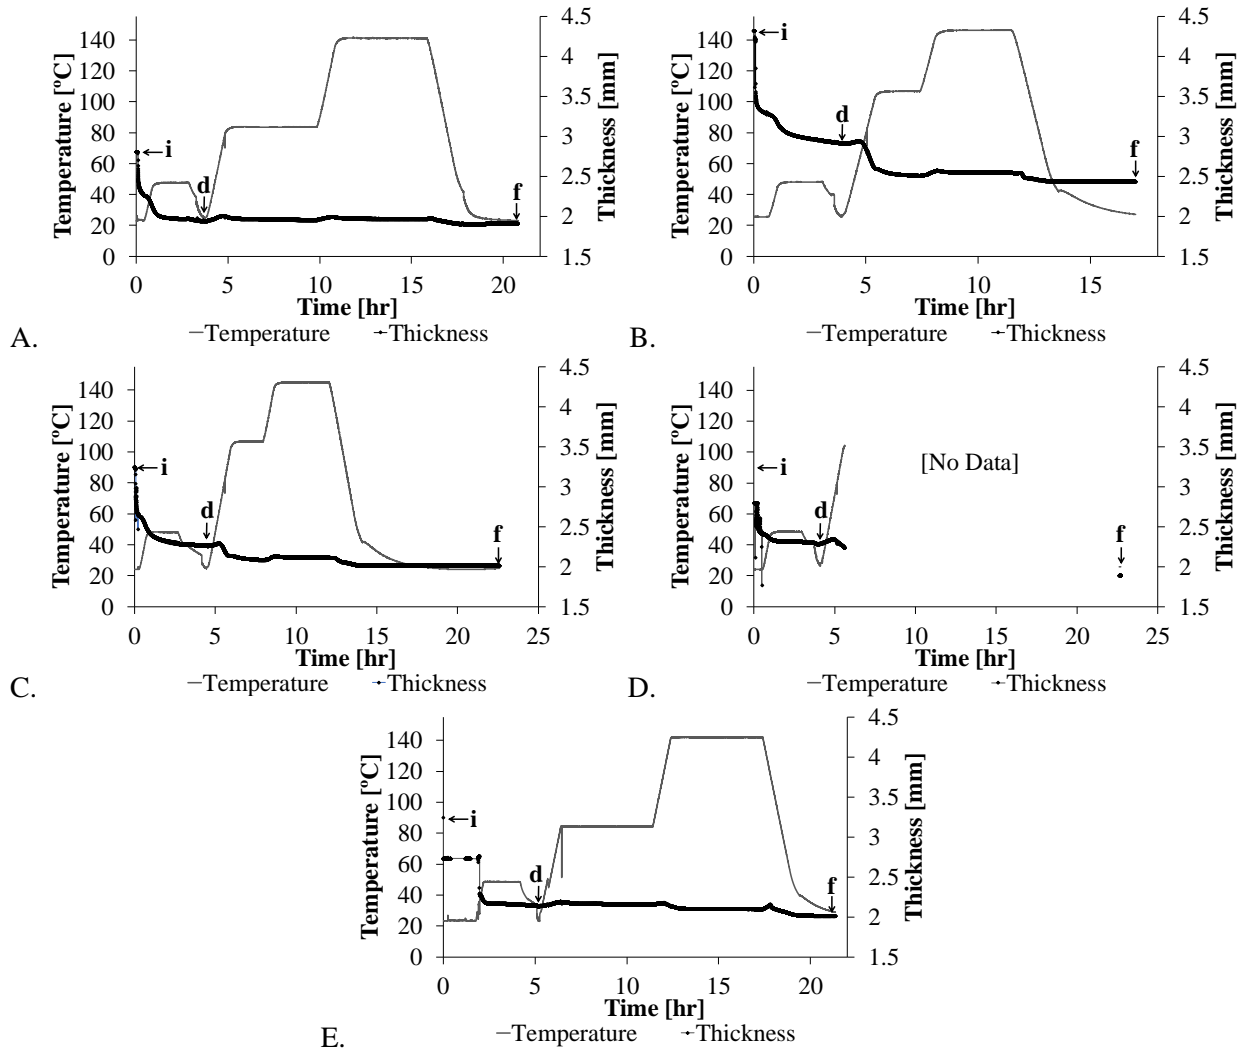 Temperature [ºC]
140
120
100
80
60
40
20
0
i
d
f
4.5
4
3.5
3
2.5
2
1.5
Thickness [mm]
0 5 10 15 20
Time [hr]
Temperature Thickness
A.
Temperature [ºC]
140
120
100
80
60
40
20
0
i
d
f
4.5
4
3.5
3
2.5
2
1.5
Thickness [mm]
0 5 10 15
Time [hr]
Temperature Thickness
B.
Temperature [ºC]
140
120
100
80
60
40
20
0
i
d
f
4.5
4
3.5
3
2.5
2
1.5
Thickness [mm]
0 5 10 15 20 25
Time [hr]
Temperature Thickness
C.
Temperature [ºC]
140
120
100
80
60
40
20
0
i
d
[No Data]
f
4.5
4
3.5
3
2.5
2
1.5
Thickness [mm]
0 5 10 15 20 25
Time [hr]
Temperature Thickness
D.
Temperature [ºC]
140
120
100
80
60
40
20
0
i
d
f
4.5
4
3.5
3
2.5
2
1.5
Thickness [mm]
0 5 10 15 20
Time [hr]
Temperature Thickness
E.